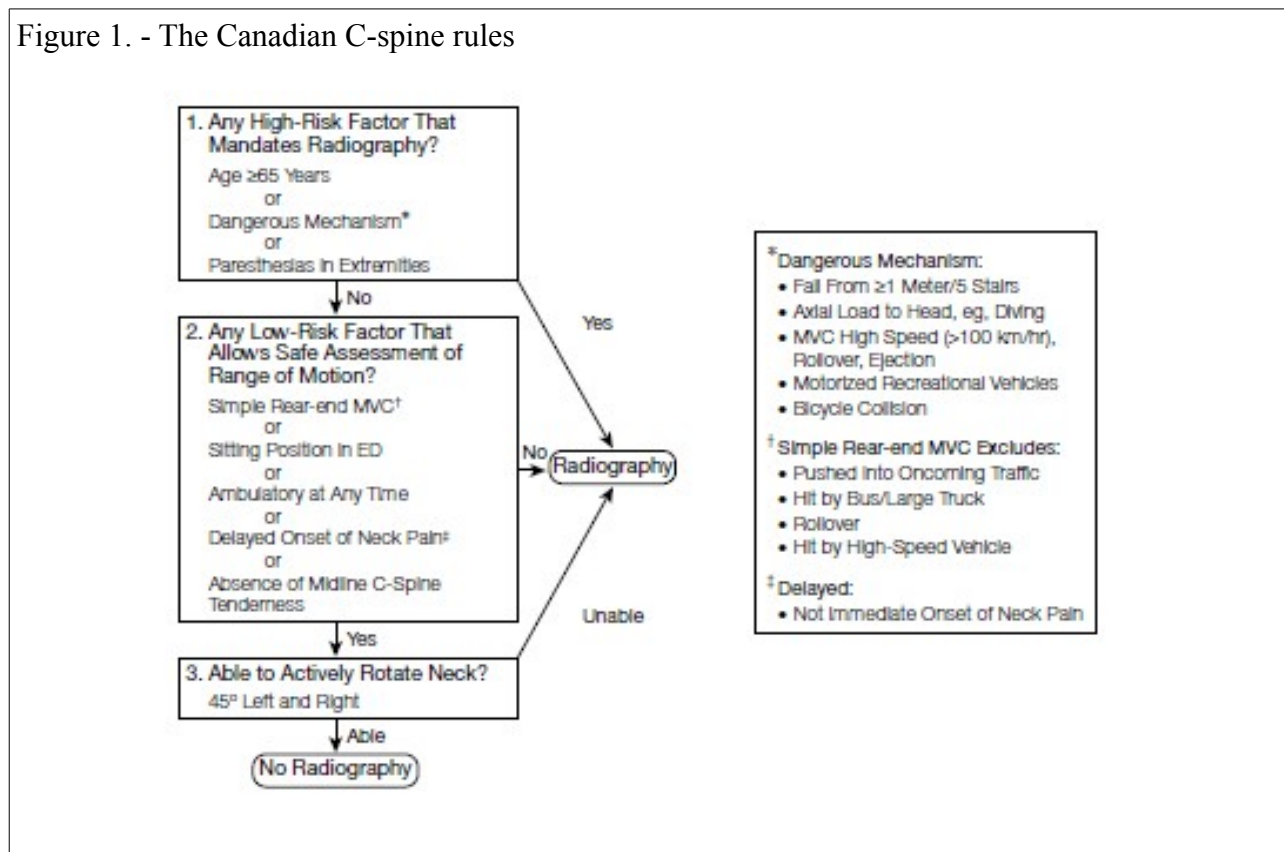 Figure 1. - The Canadian C-spine rules
1. Any High-Risk Factor That
Mandates Radiography?
Age ≥65 Years
or
Dangerous Mechanism*
or
Paresthesias in Extremities
No
Yes
2. Any Low-Risk Factor That
Allows Safe Assessment of
Range of Motion?
Simple Rear-end MVC†
or
Sitting Position in ED
or
Ambulatory at Any Time
or
Delayed Onset of Neck Pain‡
or
Absence of Midline C-Spine
Tenderness
No
Radiography
Yes
Unable
3. Able to Actively Rotate Neck?
45° Left and Right
Able
No Radiography
*Dangerous Mechanism:
• Fall From ≥1 Meter/5 Stairs
• Axial Load to Head, eg, Diving
• MVC High Speed (>100 km/hr),
Rollover, Ejection
• Motorized Recreational Vehicles
• Bicycle Collision
†Simple Rear-end MVC Excludes:
• Pushed Into Oncoming Traffic
• Hit by Bus/Large Truck
• Rollover
• Hit by High-Speed Vehicle
‡Delayed:
• Not Immediate Onset of Neck Pain